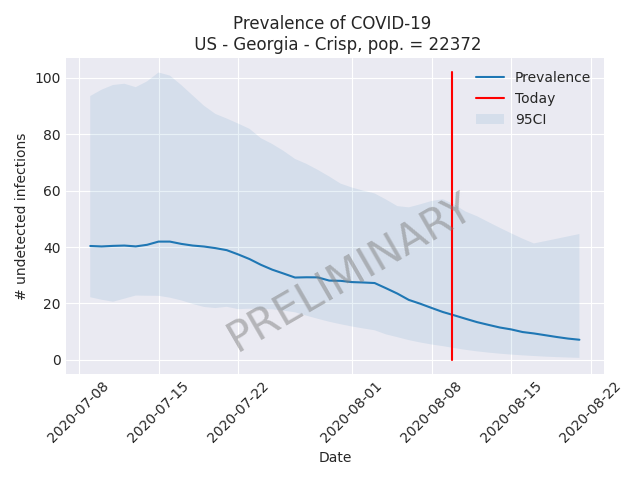 Prevalence of COVID-19
US - Georgia - Crisp, pop. = 22372
# undetected infections
100
80
60
40
20
0
Prevalence
Today
95CI
PRELIMINARY
2020-07-08
2020-07-15
2020-07-22
2020-08-01
2020-08-08
2020-08-15
2020-08-22
Date